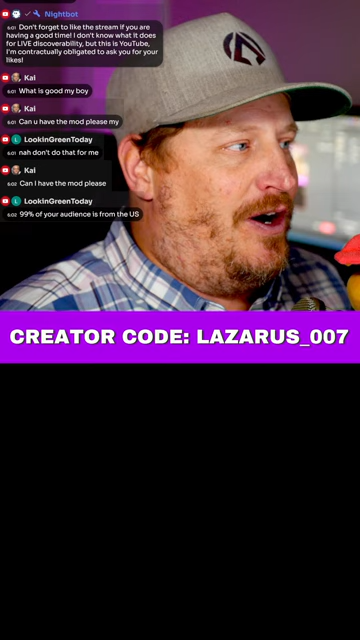 Nightbot
6:01 Don't forget to like the stream if you are
having a good time! I don't know what it does
for LIVE discoverability, but this is YouTube,
I'm contractually obligated to ask you for your
likes!
Kai
6:01 What is good my boy
Kai
6:01 Can u have the mod please my
L LookinGreenToday
6:01 nah don't do that for me
Kai
6:02 Can I have the mod please
L LookinGreenToday
6:02 99% of your audience is from the US
CREATOR CODE: LAZARUS_007